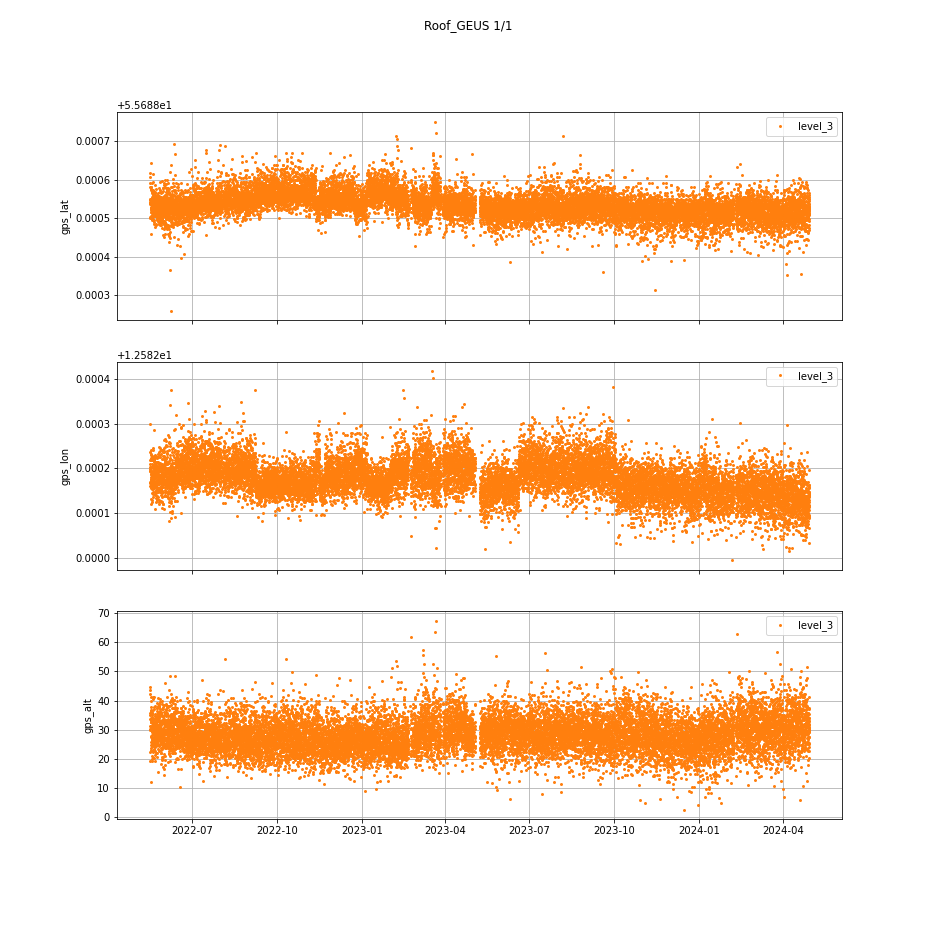 Roof_GEUS 1/1
+5.5688e1
level_3
0.0007
0.0006
0.0005
0.0004
0.0003
gps_lat
+1.2582e1
level_3
0.0004
0.0003
0.0002
0.0001
0.0000
gps_lon
level_3
70
60
50
40
30
20
10
0
gps_alt
2022-07 2022-10 2023-01 2023-04 2023-07 2023-10 2024-01 2024-04